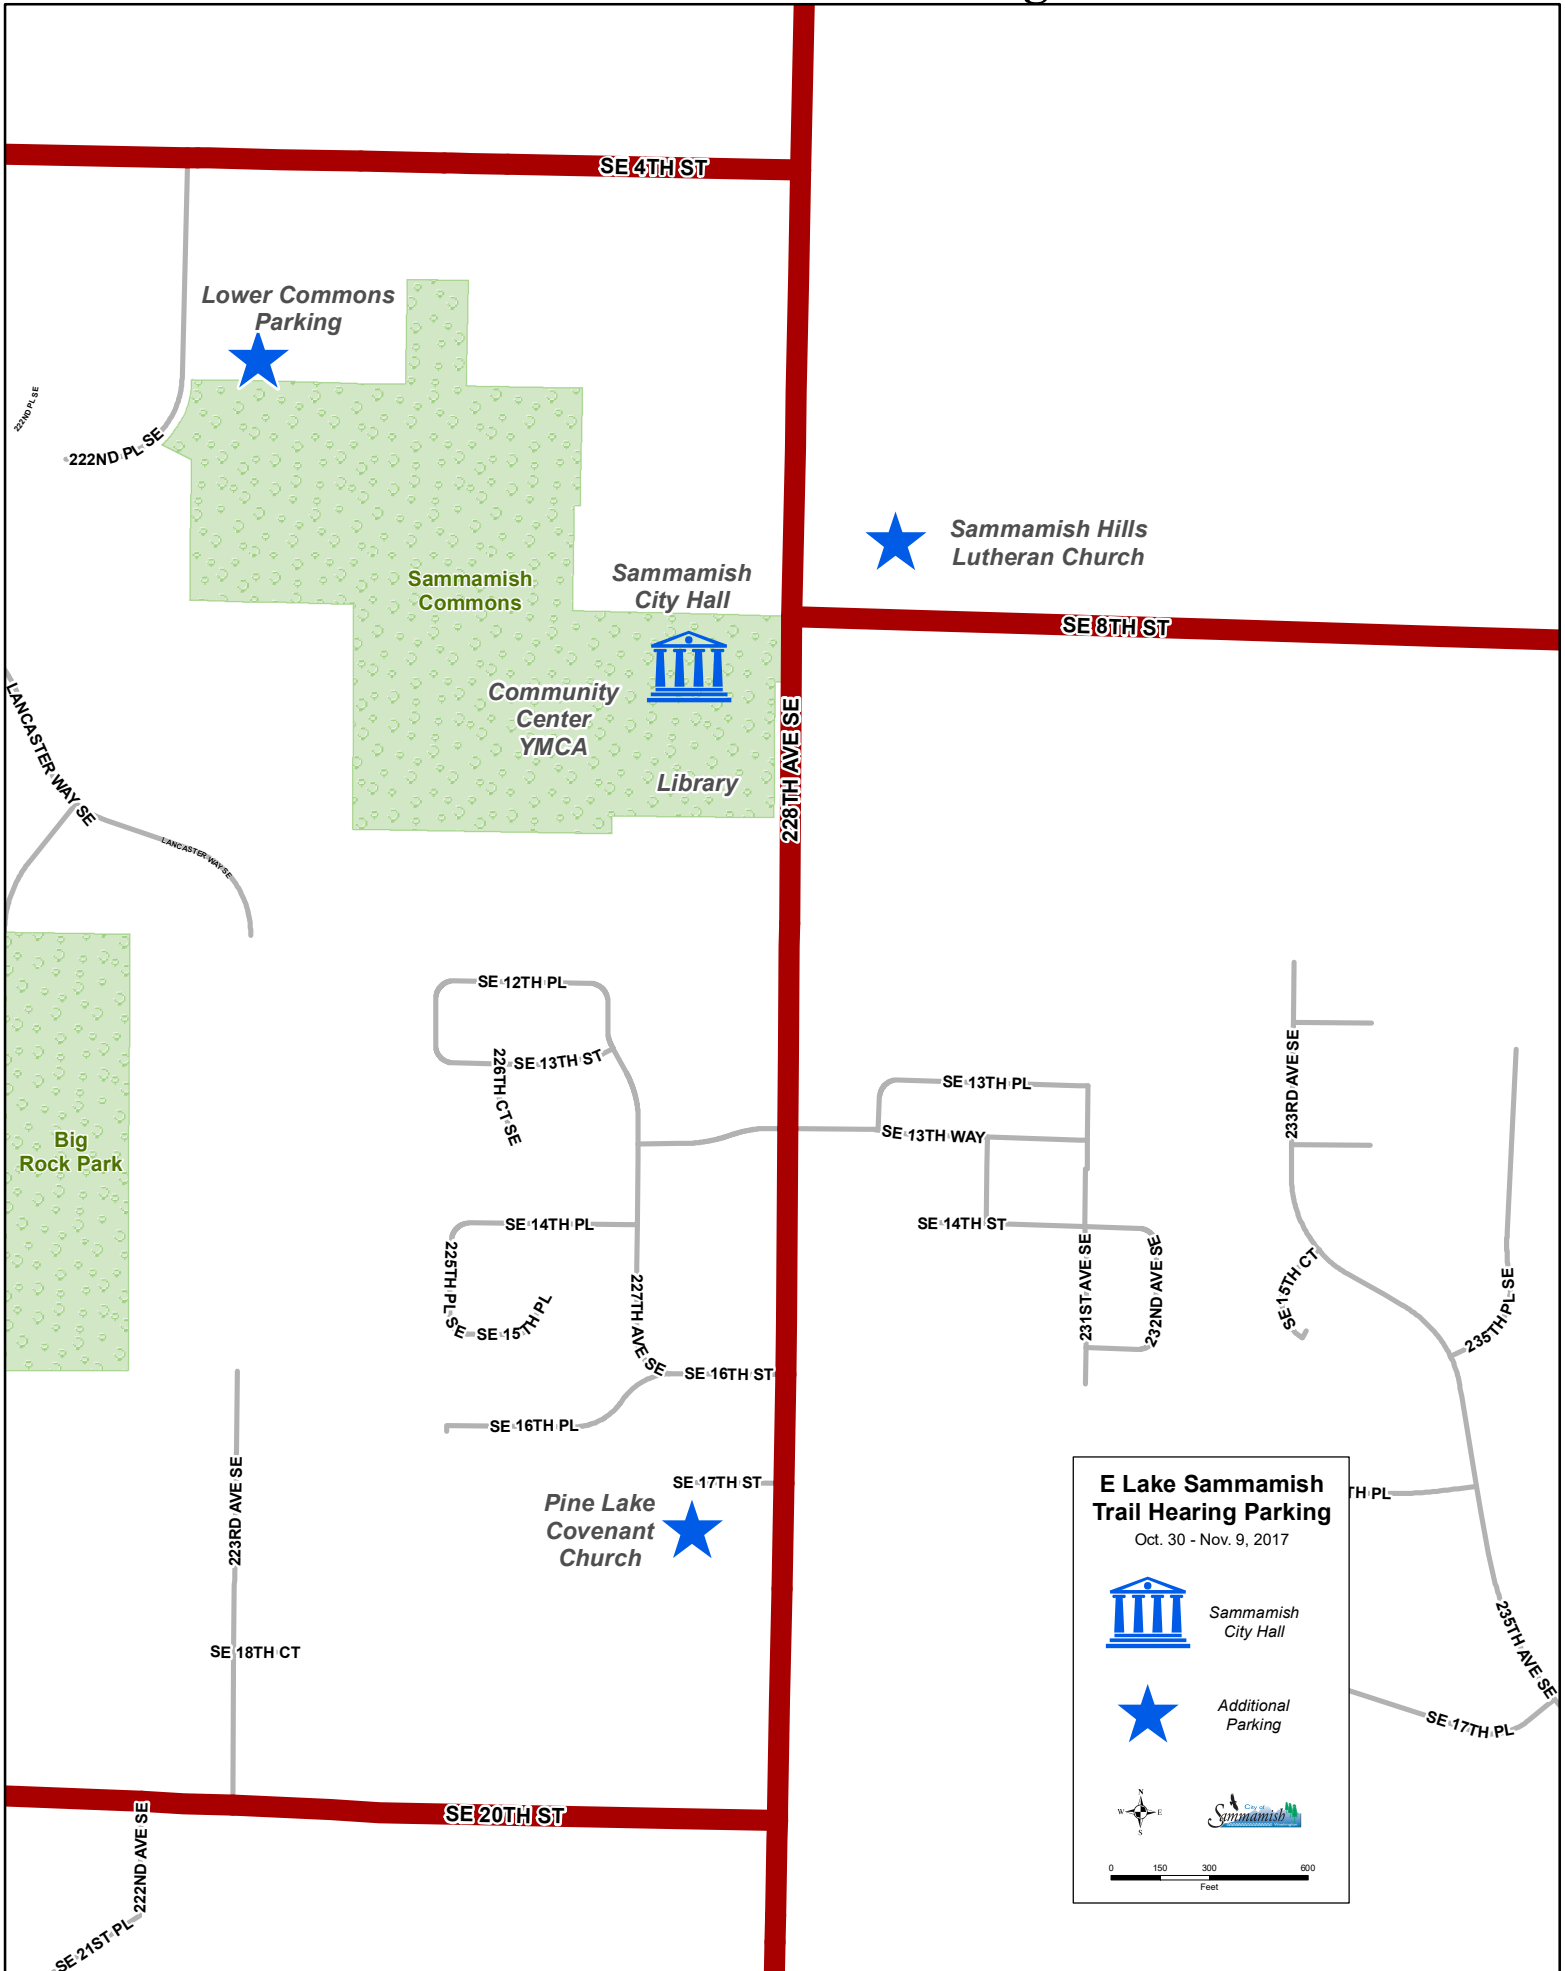 SE 4TH ST
Lower Commons
Parking
222ND PL SE
222ND PL SE
Sammamish Hills
Lutheran Church
Sammamish
Commons
Sammamish
City Hall
SE 8TH ST
Community
Center
YMCA
Library
228TH AVE SE
LANCASTER WAY SE
LANCASTER WAY SE
Big
Rock Park
SE 12TH PL
SE 13TH ST
226TH CT SE
SE 13TH PL
SE 13TH WAY
233RD AVE SE
SE 14TH PL
SE 14TH ST
225TH PL SE
SE 15TH PL
227TH AVE SE
231ST AVE SE
232ND AVE SE
SE 15TH CT
235TH PL SE
SE 16TH ST
SE 16TH PL
SE 17TH ST
223RD AVE SE
Pine Lake
Covenant
Church
SE 18TH CT
TH PL
235TH AVE SE
SE 17TH PL
SE 20TH ST
222ND AVE SE
SE 21ST PL
E Lake Sammamish
Trail Hearing Parking
Oct. 30 - Nov. 9, 2017
Sammamish
City Hall
Additional
Parking
N
W E
S
City of
Sammamish
0 150 300 600
Feet